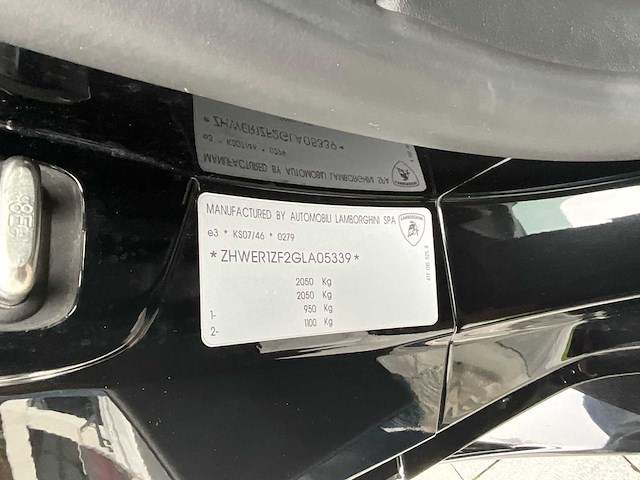 MANUFACTURED BY AUTOMOBILI LAMBORGHINI SPA
e3 * KS07/46 * 0279
*ZHWER1ZF2GLA05339*
2050 Kg
2050 Kg
1- 950 Kg
2- 1100 Kg
LAMBORGHINI